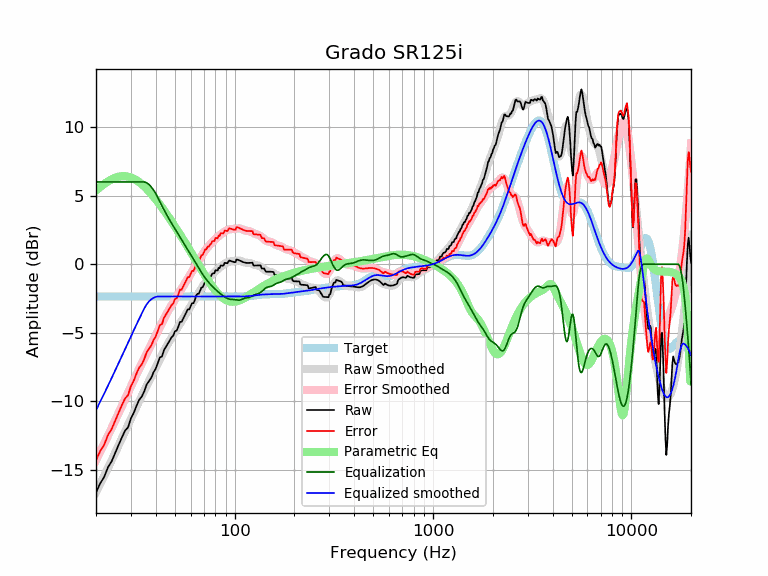 Grado SR125i
Amplitude (dBr)
10
5
0
−5
−10
−15
Target
Raw Smoothed
Error Smoothed
Raw
Error
Parametric Eq
Equalization
Equalized smoothed
100
1000
10000
Frequency (Hz)